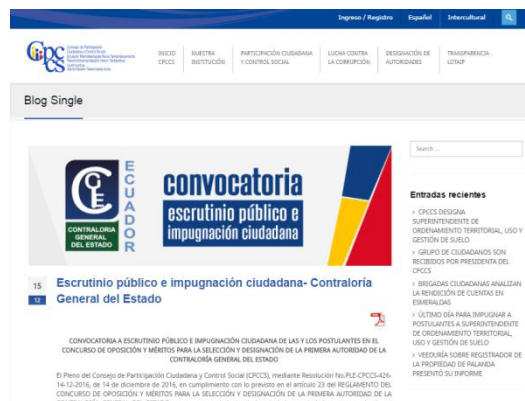 Ingreso / Registro Español Intercultural
CPCCS
Consejo de Participación
Ciudadana y Control Social
INICIO
CPCCS
NUESTRA
INSTITUCIÓN
PARTICIPACIÓN CIUDADANA
Y CONTROL SOCIAL
LUCHA CONTRA
LA CORRUPCIÓN
DESIGNACIÓN DE
AUTORIDADES
TRANSPARENCIA
LOTAIP
Blog Single
CGE
CONTRALORÍA
GENERAL
DEL ESTADO
ECUADOR
convocatoria
escrutinio público e
impugnación ciudadana
15
12
Escrutinio público e impugnación ciudadana- Contraloría
General del Estado
CONVOCATORIA A ESCRUTINIO PÚBLICO E IMPUGNACIÓN CIUDADANA DE LAS Y LOS POSTULANTES EN EL
CONCURSO DE OPOSICIÓN Y MÉRITOS PARA LA SELECCIÓN Y DESIGNACIÓN DE LA PRIMERA AUTORIDAD DE LA
CONTRALORÍA GENERAL DEL ESTADO
El Pleno del Consejo de Participación Ciudadana y Control Social (CPCCS), mediante Resolución No.PLE-CPCCS-426-
14-12-2016, de 14 de diciembre de 2016, en cumplimiento con lo previsto en el artículo 23 del REGLAMENTO DEL
CONCURSO DE OPOSICIÓN Y MÉRITOS PARA LA SELECCIÓN Y DESIGNACIÓN DE LA PRIMERA AUTORIDAD DE LA
Search ...
Entradas recientes
> CPCCS DESIGNA
SUPERINTENDENTE DE
ORDENAMIENTO TERRITORIAL, USO Y
GESTIÓN DE SUELO
> GRUPO DE CIUDADANOS SON
RECIBIDOS POR PRESIDENTA DEL
CPCCS
> BRIGADAS CIUDADANAS ANALIZAN
LA RENDICIÓN DE CUENTAS EN
ESMERALDAS
> ÚLTIMO DÍA PARA IMPUGNAR A
POSTULANTES A SUPERINTENDENTE
DE ORDENAMIENTO TERRITORIAL,
USO Y GESTIÓN DE SUELO
> VEEDURÍA SOBRE REGISTRADOR DE
LA PROPIEDAD DE PALANDA
PRESENTÓ SU INFORME